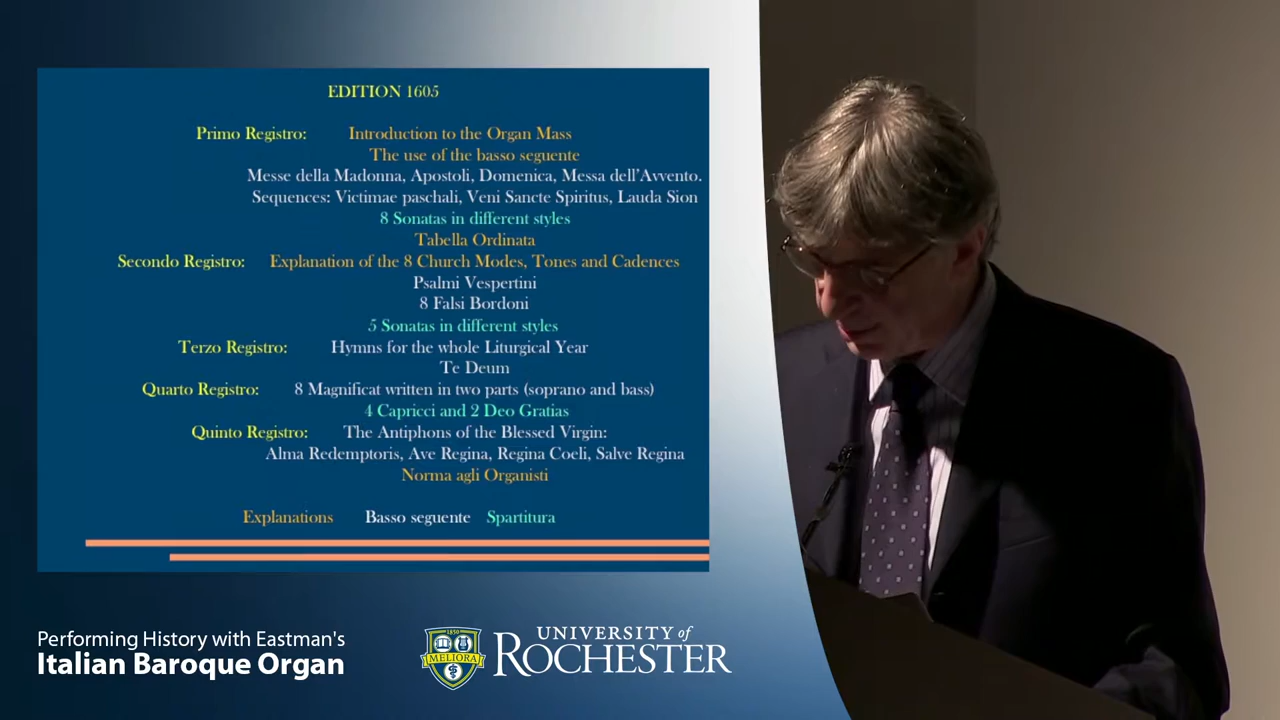 EDITION 1605
Primo Registro: Introduction to the Organ Mass
The use of the basso seguente
Messe della Madonna, Apostoli, Domenica, Messa dell'Avvento.
Sequences: Victimae paschali, Veni Sancte Spiritus, Lauda Sion
8 Sonatas in different styles
Tabella Ordinata
Secondo Registro: Explanation of the 8 Church Modes, Tones and Cadences
Psalmi Vespertini
8 Falsi Bordoni
5 Sonatas in different styles
Terzo Registro: Hymns for the whole Liturgical Year
Te Deum
Quarto Registro: 8 Magnificat written in two parts (soprano and bass)
4 Capricci and 2 Deo Gratias
Quinto Registro: The Antiphons of the Blessed Virgin:
Alma Redemptoris, Ave Regina, Regina Coeli, Salve Regina
Norma agli Organisti
Explanations Basso seguente Spartitura
Performing History with Eastman's
Italian Baroque Organ
1850
MELIORA
UNIVERSITY of
ROCHESTER